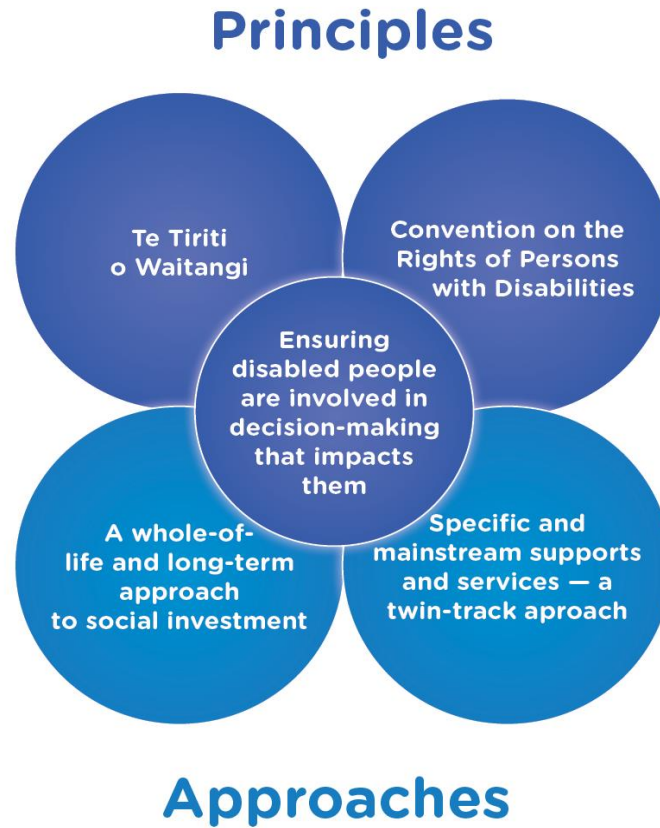 Principles
Te Tiriti
o Waitangi
Convention on the
Rights of Persons
with Disabilities
Ensuring
disabled people
are involved in
decision-making
that impacts
them
A whole-of-
life and long-term
approach
to social investment
Specific and
mainstream supports
and services — a
twin-track aproach
Approaches